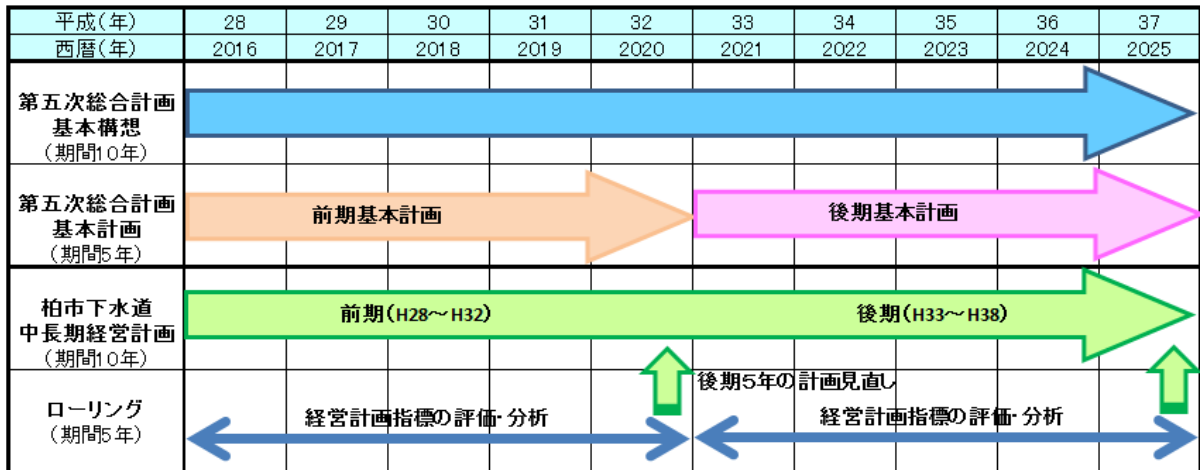 平成(年) 28 29 30 31 32 33 34 35 36 37
西暦(年) 2016 2017 2018 2019 2020 2021 2022 2023 2024 2025
第五次総合計画
基本構想
(期間10年)
第五次総合計画
基本計画
(期間5年)
前期基本計画
後期基本計画
柏市下水道
中長期経営計画
(期間10年)
前期(H28～H32)
後期(H33～H38)
後期5年の計画見直し
ローリング
(期間5年)
経営計画指標の評価・分析
経営計画指標の評価・分析